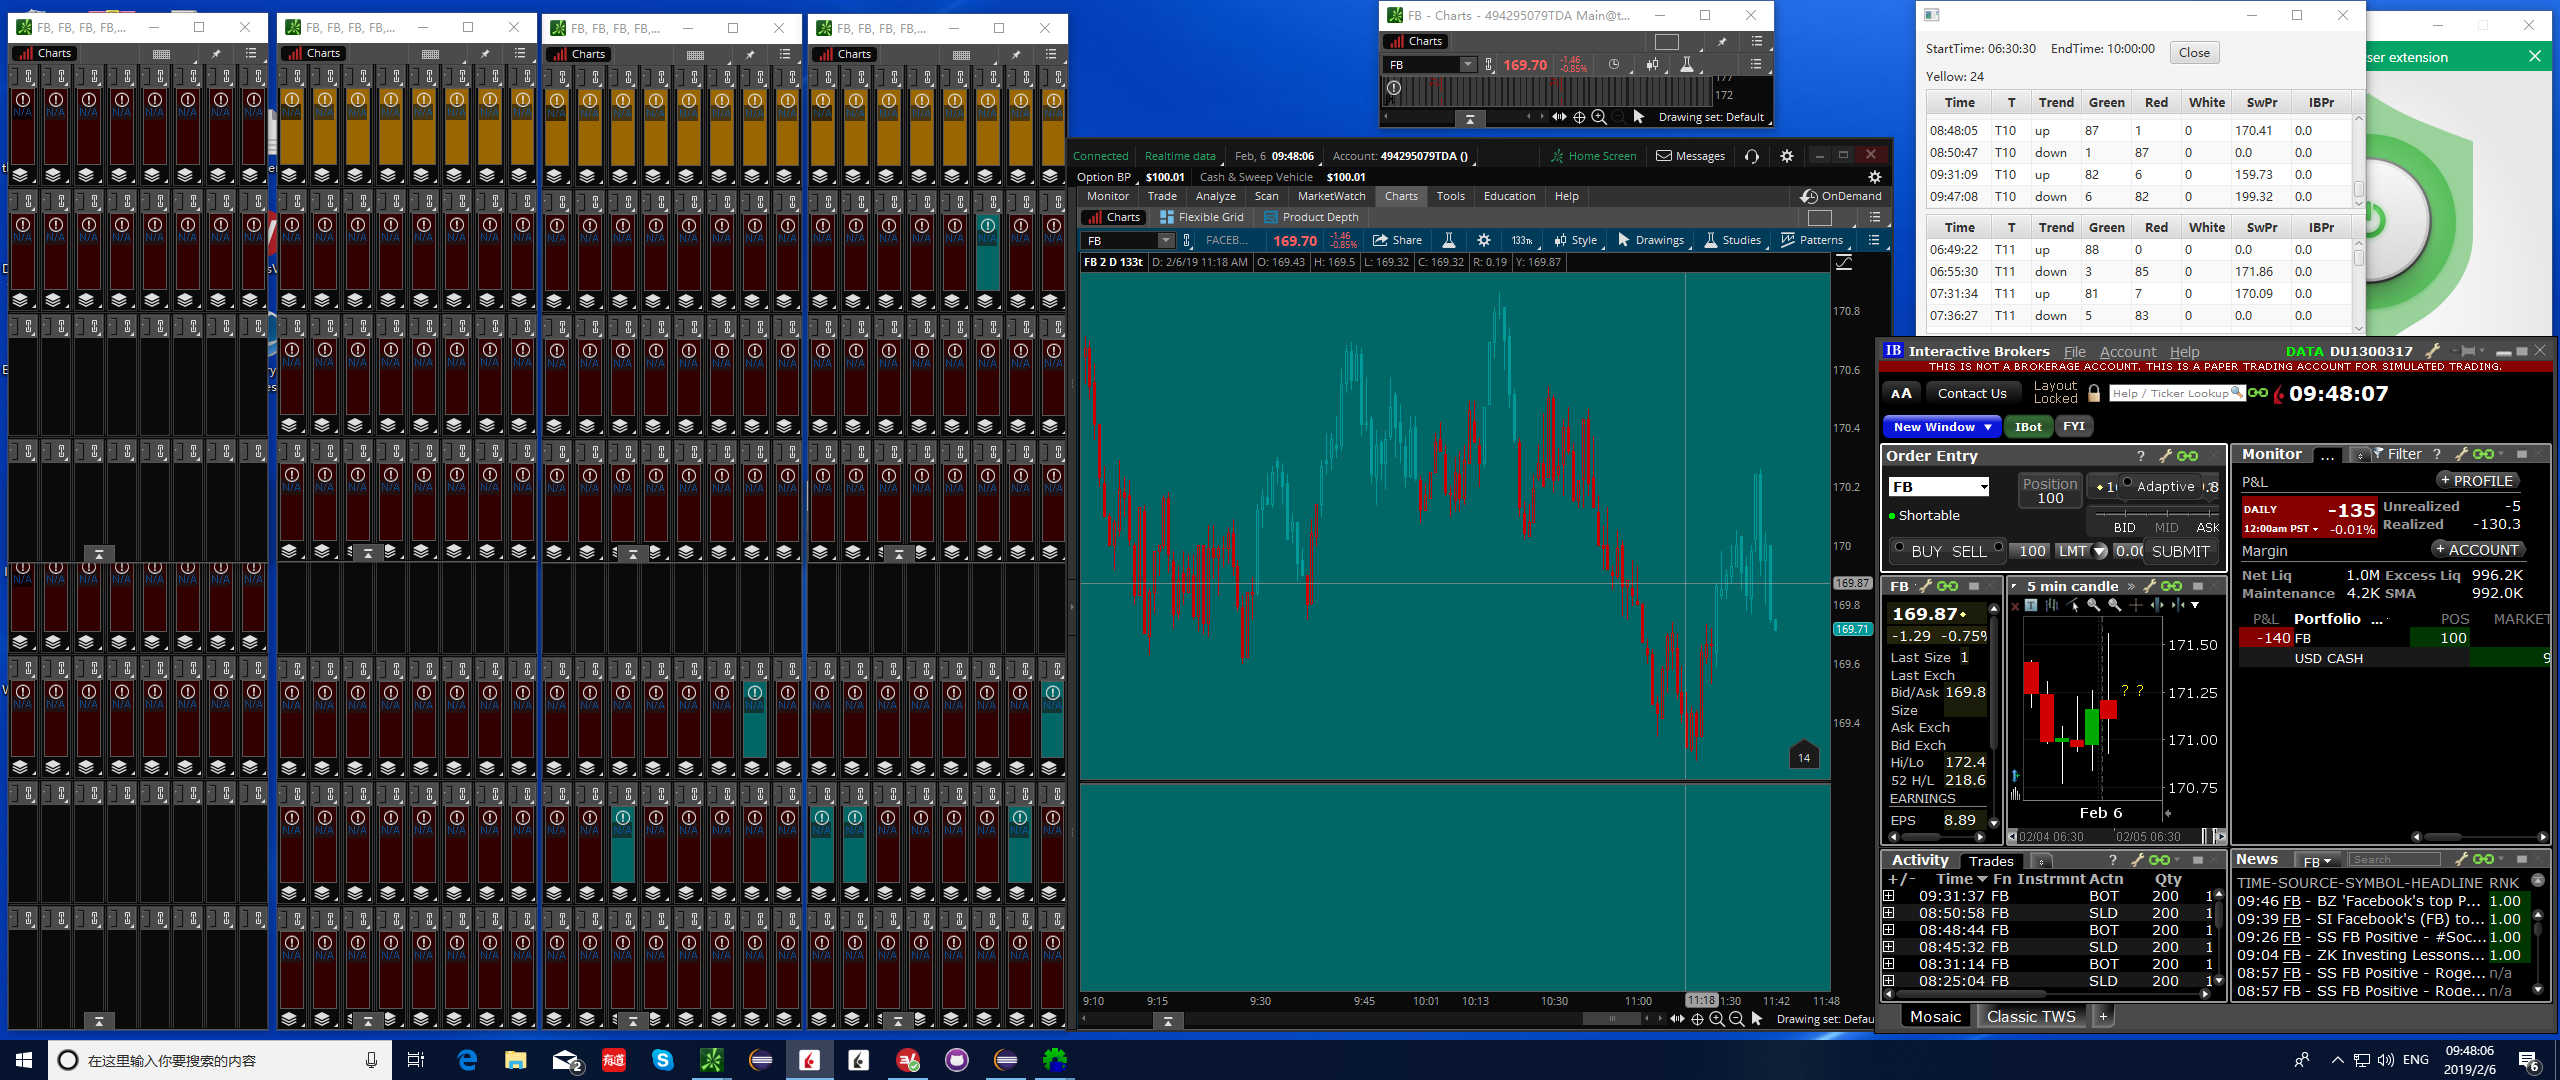 FB, FB, FB, FB,...
FB, FB, FB, FB,...
FB, FB, FB, FB,...
FB, FB, FB, FB,...
Charts
Charts
Charts
Charts
N/A
FB - Charts - 494295079TDA Main@t...
Charts
FB
169.70
-1.46
-0.85%
177
172
Drawing set: Default
StartTime: 06:30:30 EndTime: 10:00:00 Close
Yellow: 24
Time T Trend Green Red White SwPr IBPr
08:48:05 T10 up 87 1 0 170.41 0.0
08:50:47 T10 down 1 87 0 0.0 0.0
09:31:09 T10 up 82 6 0 159.73 0.0
09:47:08 T10 down 6 82 0 199.32 0.0
Time T Trend Green Red White SwPr IBPr
06:49:22 T11 up 88 0 0 0.0 0.0
06:55:30 T11 down 3 85 0 171.86 0.0
07:31:34 T11 up 81 7 0 170.09 0.0
07:36:27 T11 down 5 83 0 0.0 0.0
ser extension
Connected Realtime data Feb, 6 09:48:06 Account: 494295079TDA () Home Screen Messages
Option BP $100.01 Cash & Sweep Vehicle $100.01
Monitor Trade Analyze Scan MarketWatch Charts Tools Education Help OnDemand
Charts Flexible Grid Product Depth
FB FACEB... 169.70 -1.46 -0.85% Share 133tk Style Drawings Studies Patterns
FB 2 D 133t D: 2/6/19 11:18 AM O: 169.43 H: 169.5 L: 169.32 C: 169.32 R: 0.19 Y: 169.87
170.8
170.6
170.4
170.2
170
169.87
169.8
169.71
169.6
169.4
14
9:10 9:15 9:30 9:45 10:01 10:13 10:30 11:00 11:18 1:30 11:42 11:48
Drawing set: Defau
IB Interactive Brokers File Account Help DATA DU1300317
THIS IS NOT A BROKERAGE ACCOUNT. THIS IS A PAPER TRADING ACCOUNT FOR SIMULATED TRADING.
AA Contact Us Layout Locked Help / Ticker Lookup 09:48:07
New Window IBot FYI
Order Entry ?
FB Position 100 Adaptive
Shortable
BID MID ASK
BUY SELL 100 LMT 0.00 SUBMIT
Monitor ... Filter ?
P&L + PROFILE
DAILY -135 Unrealized -5
12:00am PST -0.01% Realized -130.3
Margin + ACCOUNT
Net Liq 1.0M Excess Liq 996.2K
Maintenance 4.2K SMA 992.0K
P&L Portfolio ... POS MARKET
-140 FB 100
USD CASH 9
FB
169.87
-1.29 -0.75%
Last Size 1
Last Exch
Bid/Ask 169.8
Size
Ask Exch
Bid Exch
Hi/Lo 172.4
52 H/L 218.6
EARNINGS
EPS 8.89
5 min candle »
171.50
171.25
171.00
170.75
? ?
Feb 6
02/04 06:30 02/05 06:30
Activity Trades ?
+/- Time Fn Instrmnt Actn Qty
09:31:37 FB BOT 200 1
08:50:58 FB SLD 200 1
08:48:44 FB BOT 200 1
08:45:32 FB SLD 200 1
08:31:14 FB BOT 200 1
08:25:04 FB SLD 200 1
News FB Search
TIME-SOURCE-SYMBOL-HEADLINE RNK
09:46 FB - BZ 'Facebook's top P... 1.00
09:39 FB - SI Facebook's (FB) to... 1.00
09:26 FB - SS FB Positive - #Soc... 1.00
09:04 FB - ZK Investing Lessons... 1.00
08:57 FB - SS FB Positive - Roge... n/a
08:57 FB - SS FB Positive - Roge... n/a
Mosaic Classic TWS +
在这里输入你要搜索的内容
2
有道
ENG
09:48:06
2019/2/6
6